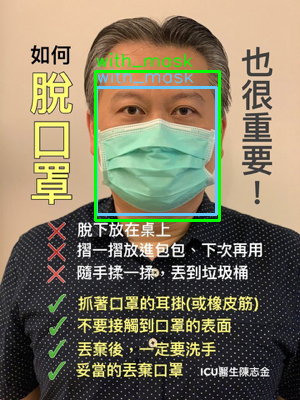 如何
脫口罩
也很重要!
with_mask
with_mask
脫下放在桌上
摺一摺放進包包、下次再用
隨手揉一揉，丟到垃圾桶
抓著口罩的耳掛(或橡皮筋)
不要接觸到口罩的表面
丟棄後，一定要洗手
妥當的丟棄口罩
ICU醫生陳志金